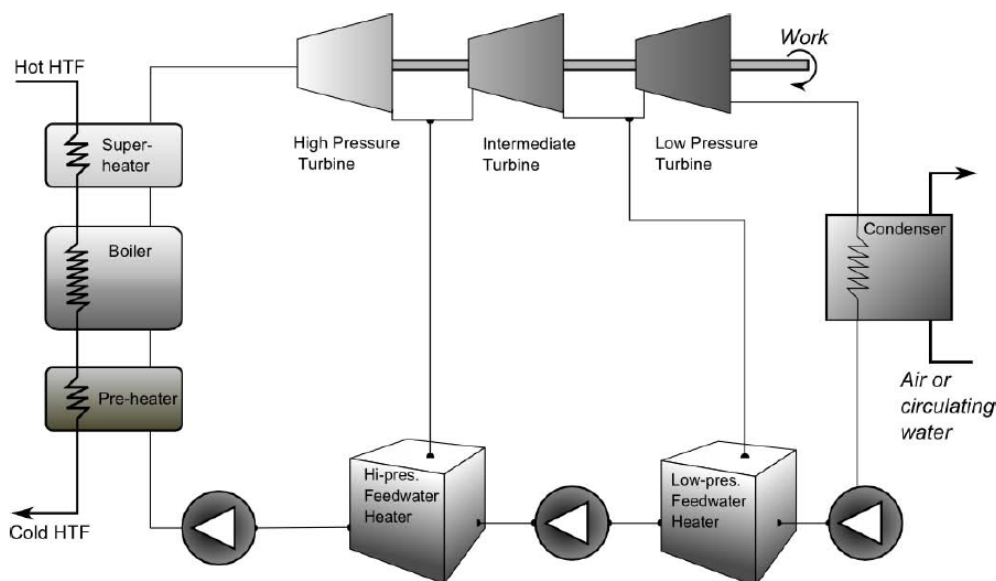 Work
Hot HTF
Super-
heater
High Pressure
Turbine
Intermediate
Turbine
Low Pressure
Turbine
Condenser
Boiler
Air or
circulating
water
Pre-heater
Hi-pres.
Feedwater
Heater
Low-pres.
Feedwater
Heater
Cold HTF